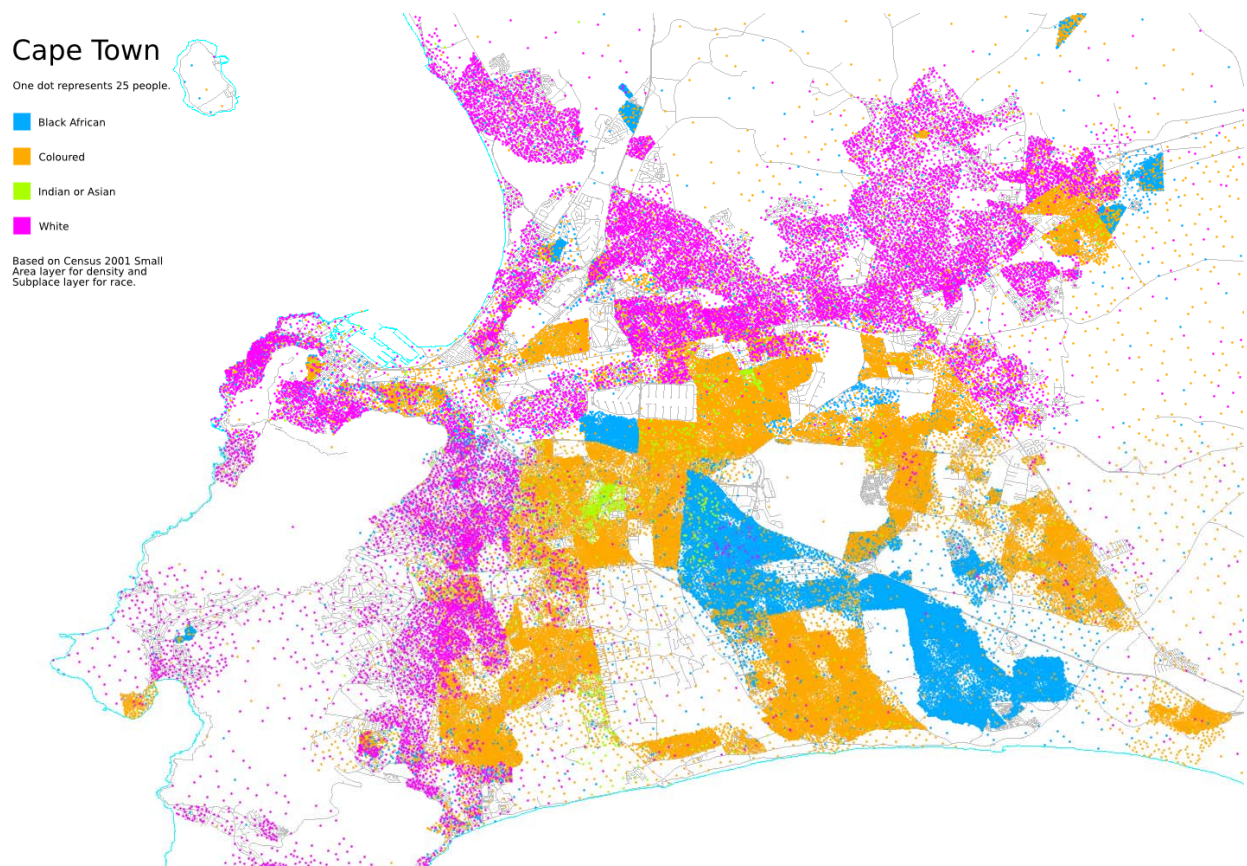 Cape Town
One dot represents 25 people.
Black African
Coloured
Indian or Asian
White
Based on Census 2001 Small
Area layer for density and
Subplace layer for race.